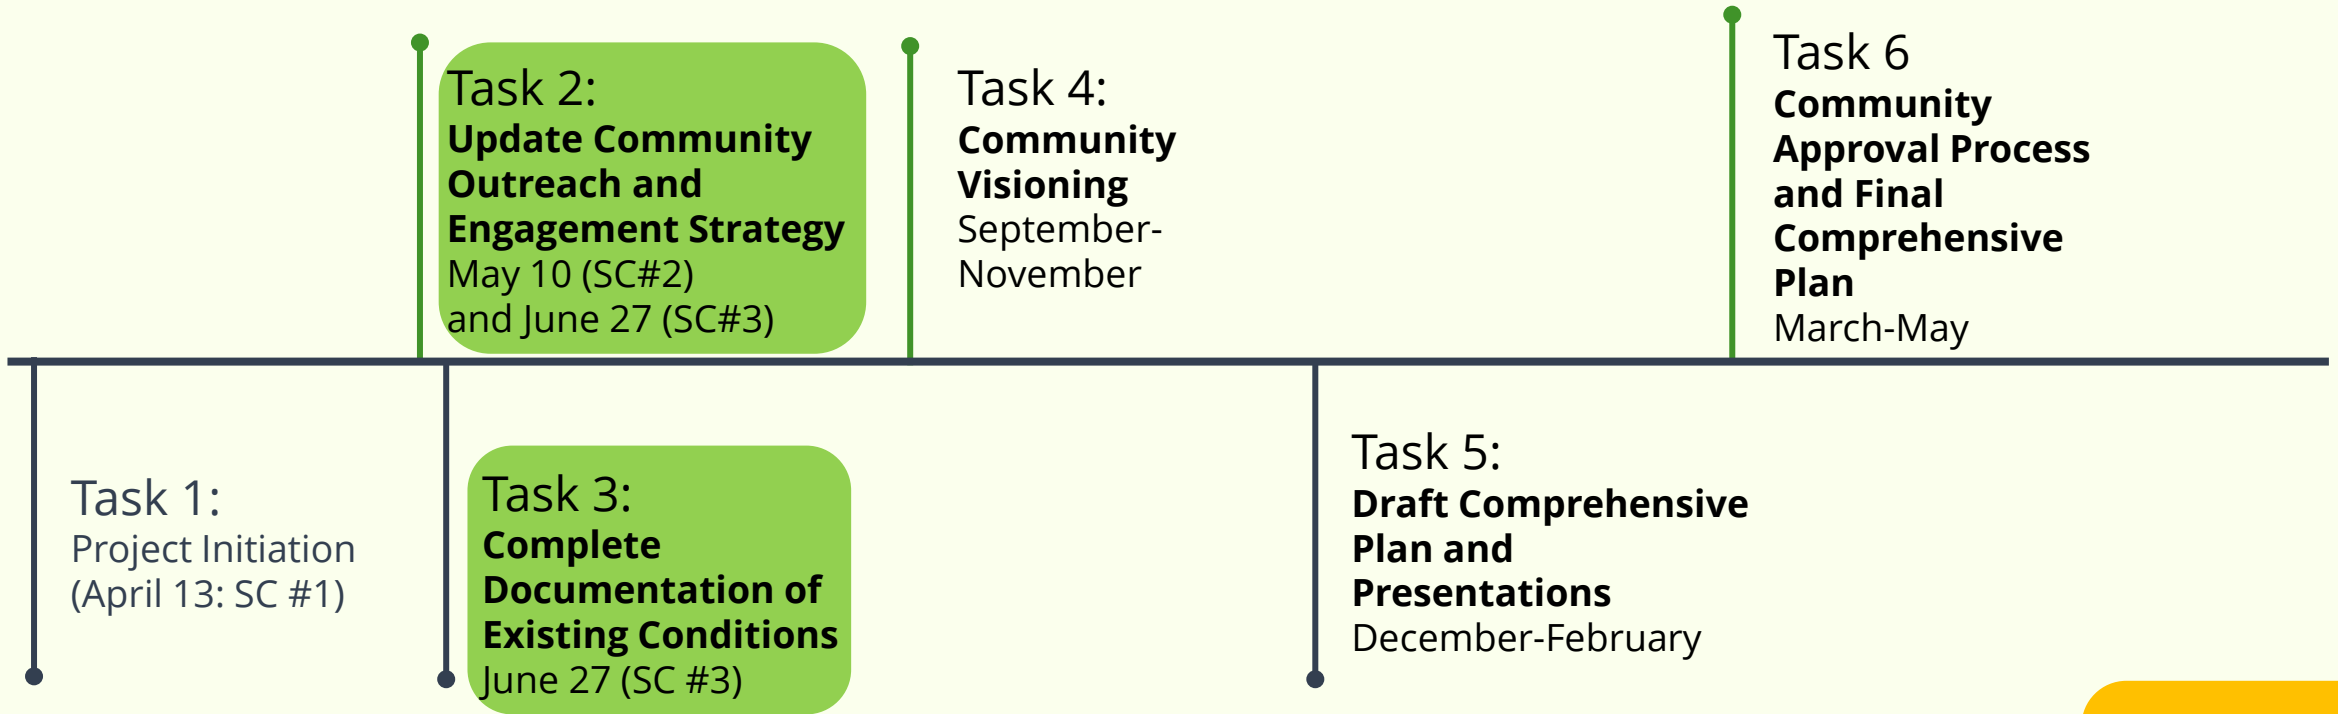 Task 1:
Project Initiation
(April 13: SC #1)
Task 2:
Update Community
Outreach and
Engagement Strategy
May 10 (SC#2)
and June 27 (SC#3)
Task 3:
Complete
Documentation of
Existing Conditions
June 27 (SC #3)
Task 4:
Community
Visioning
September-
November
Task 5:
Draft Comprehensive
Plan and
Presentations
December-February
Task 6
Community
Approval Process
and Final
Comprehensive
Plan
March-May